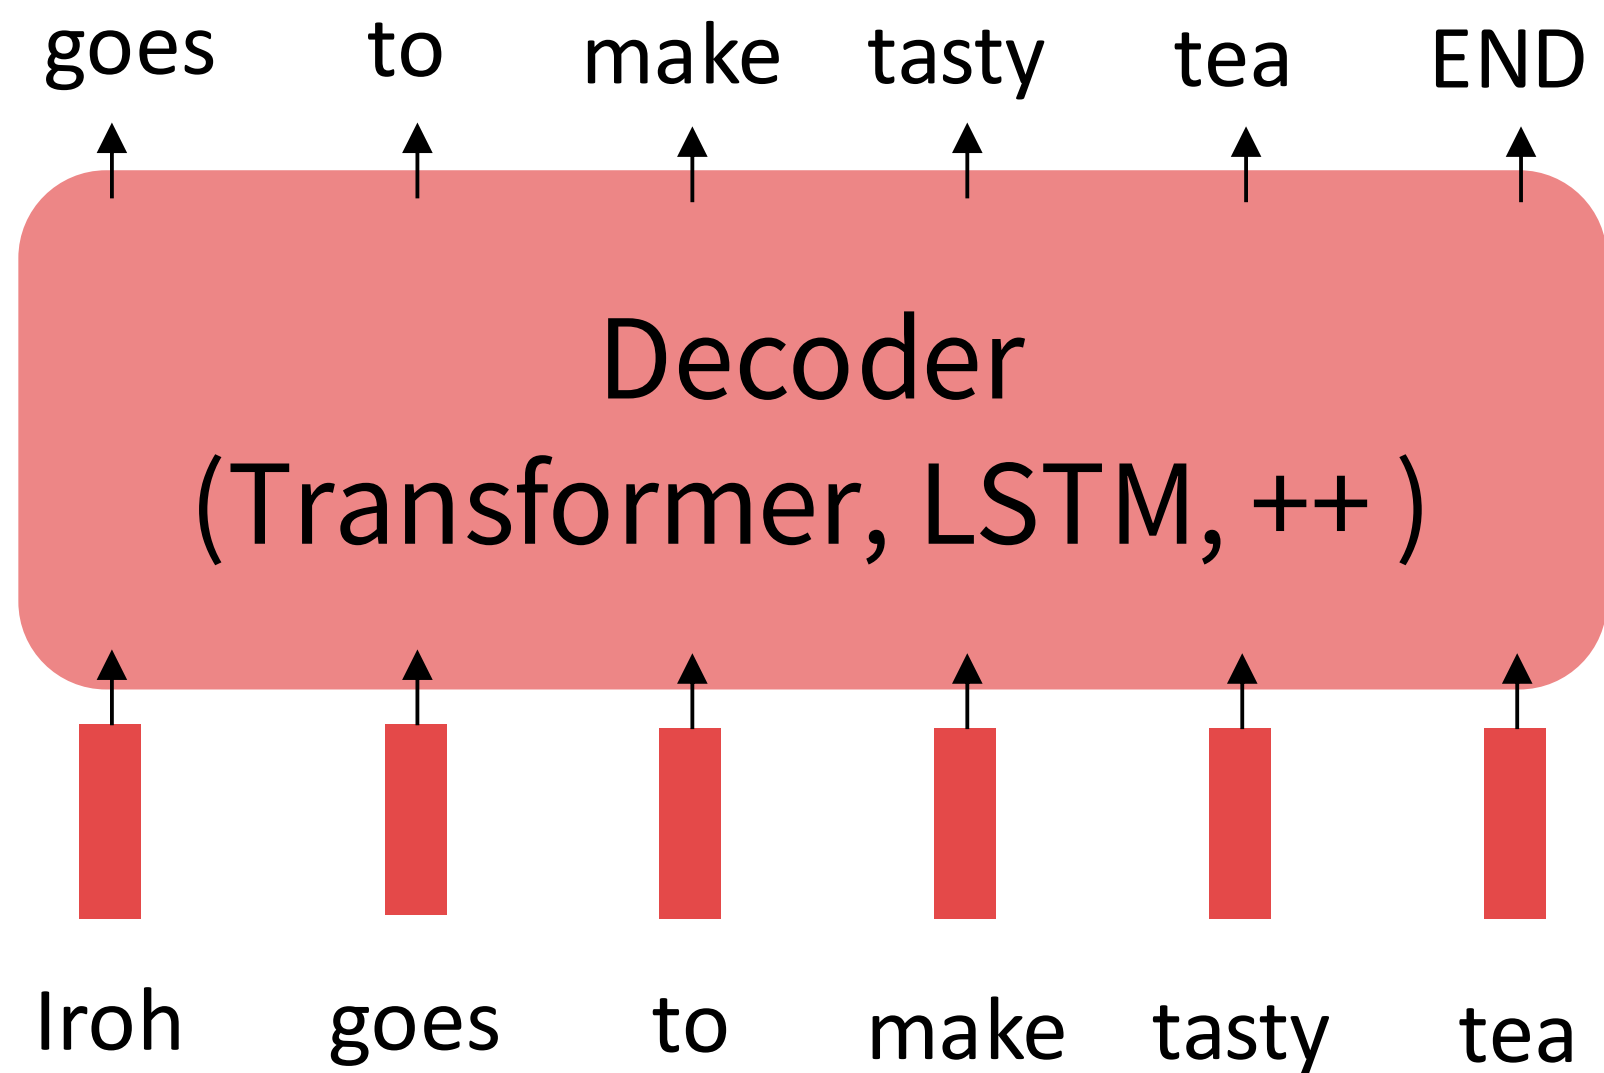 goes to make tasty tea END
Decoder
(Transformer, LSTM, ++ )
Iroh goes to make tasty tea